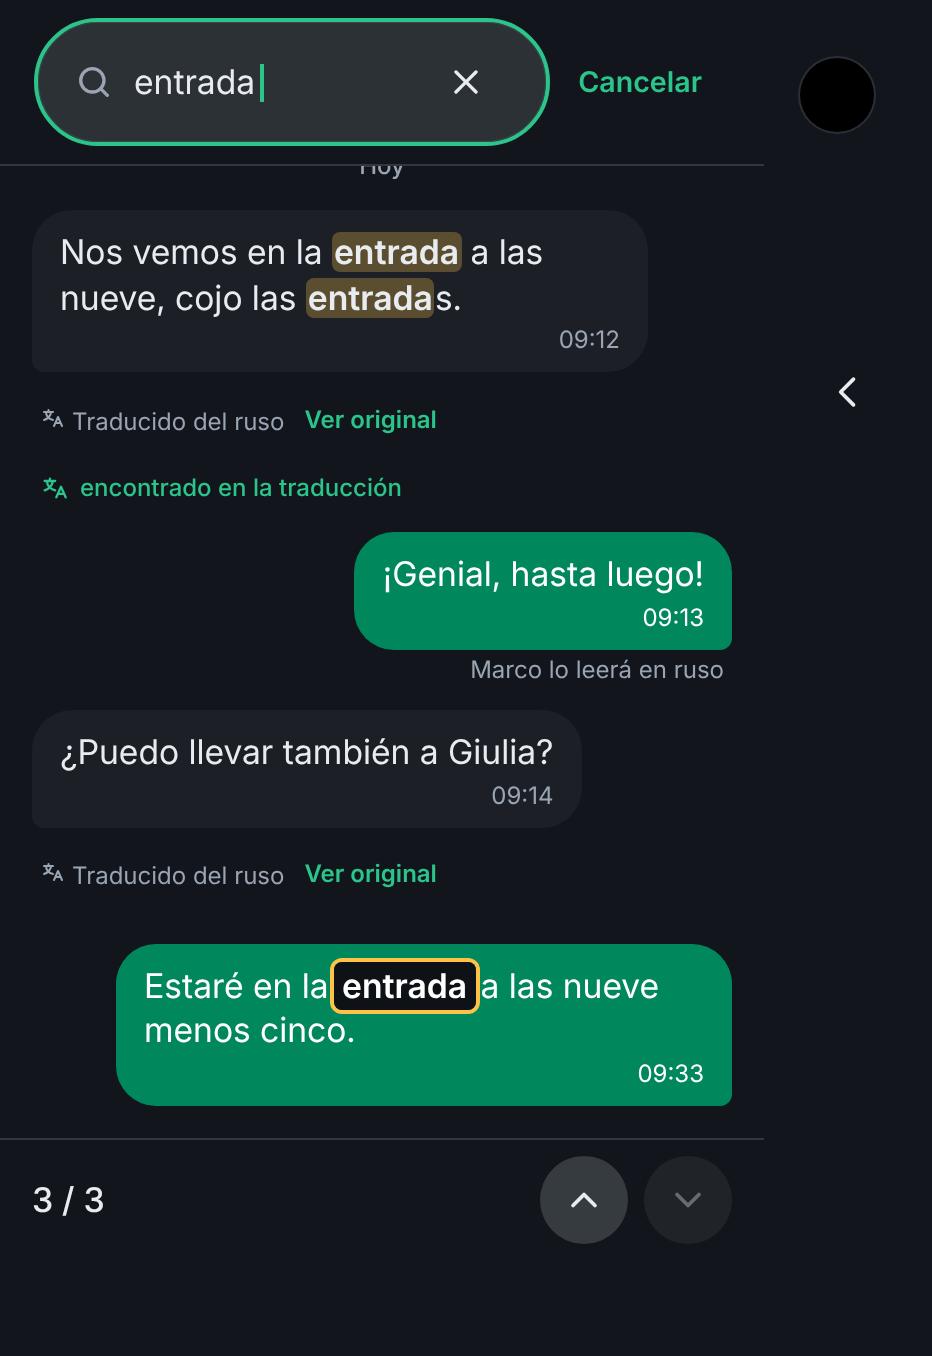 entrada
Cancelar
Hoy
Nos vemos en la entrada a las
nueve, cojo las entradas.
09:12
Traducido del ruso Ver original
encontrado en la traducción
¡Genial, hasta luego!
09:13
Marco lo leerá en ruso
¿Puedo llevar también a Giulia?
09:14
Traducido del ruso Ver original
Estaré en la entrada a las nueve
menos cinco.
09:33
3 / 3